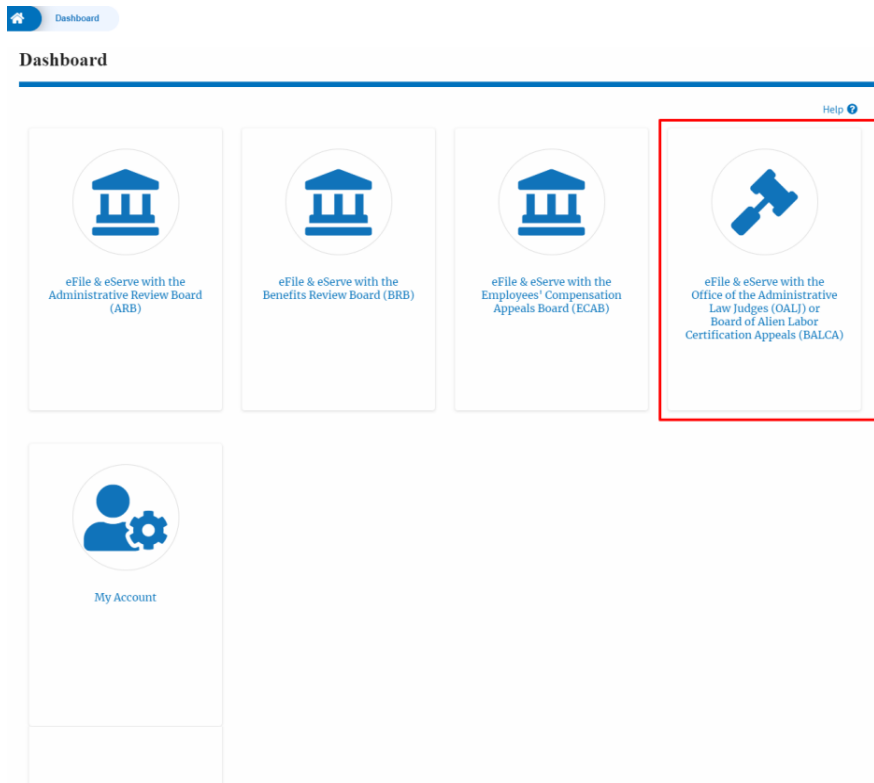 Dashboard
Dashboard
Help
eFile & eServe with the
Administrative Review Board
(ARB)
eFile & eServe with the
Benefits Review Board (BRB)
eFile & eServe with the
Employees' Compensation
Appeals Board (ECAB)
eFile & eServe with the
Office of the Administrative
Law Judges (OALJ) or
Board of Alien Labor
Certification Appeals (BALCA)
My Account